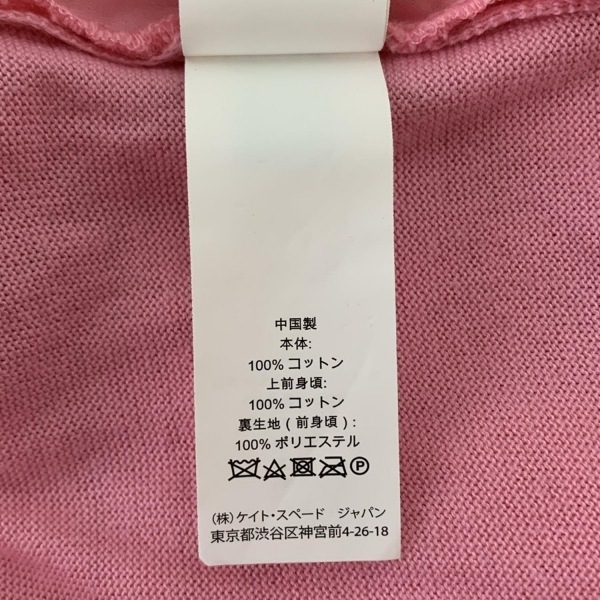 中国製
本体:
100% コットン
上前身頃:
100% コットン
裏生地（前身頃）:
100% ポリエステル
P
（株）ケイト・スペード　ジャパン
東京都渋谷区神宮前4-26-18